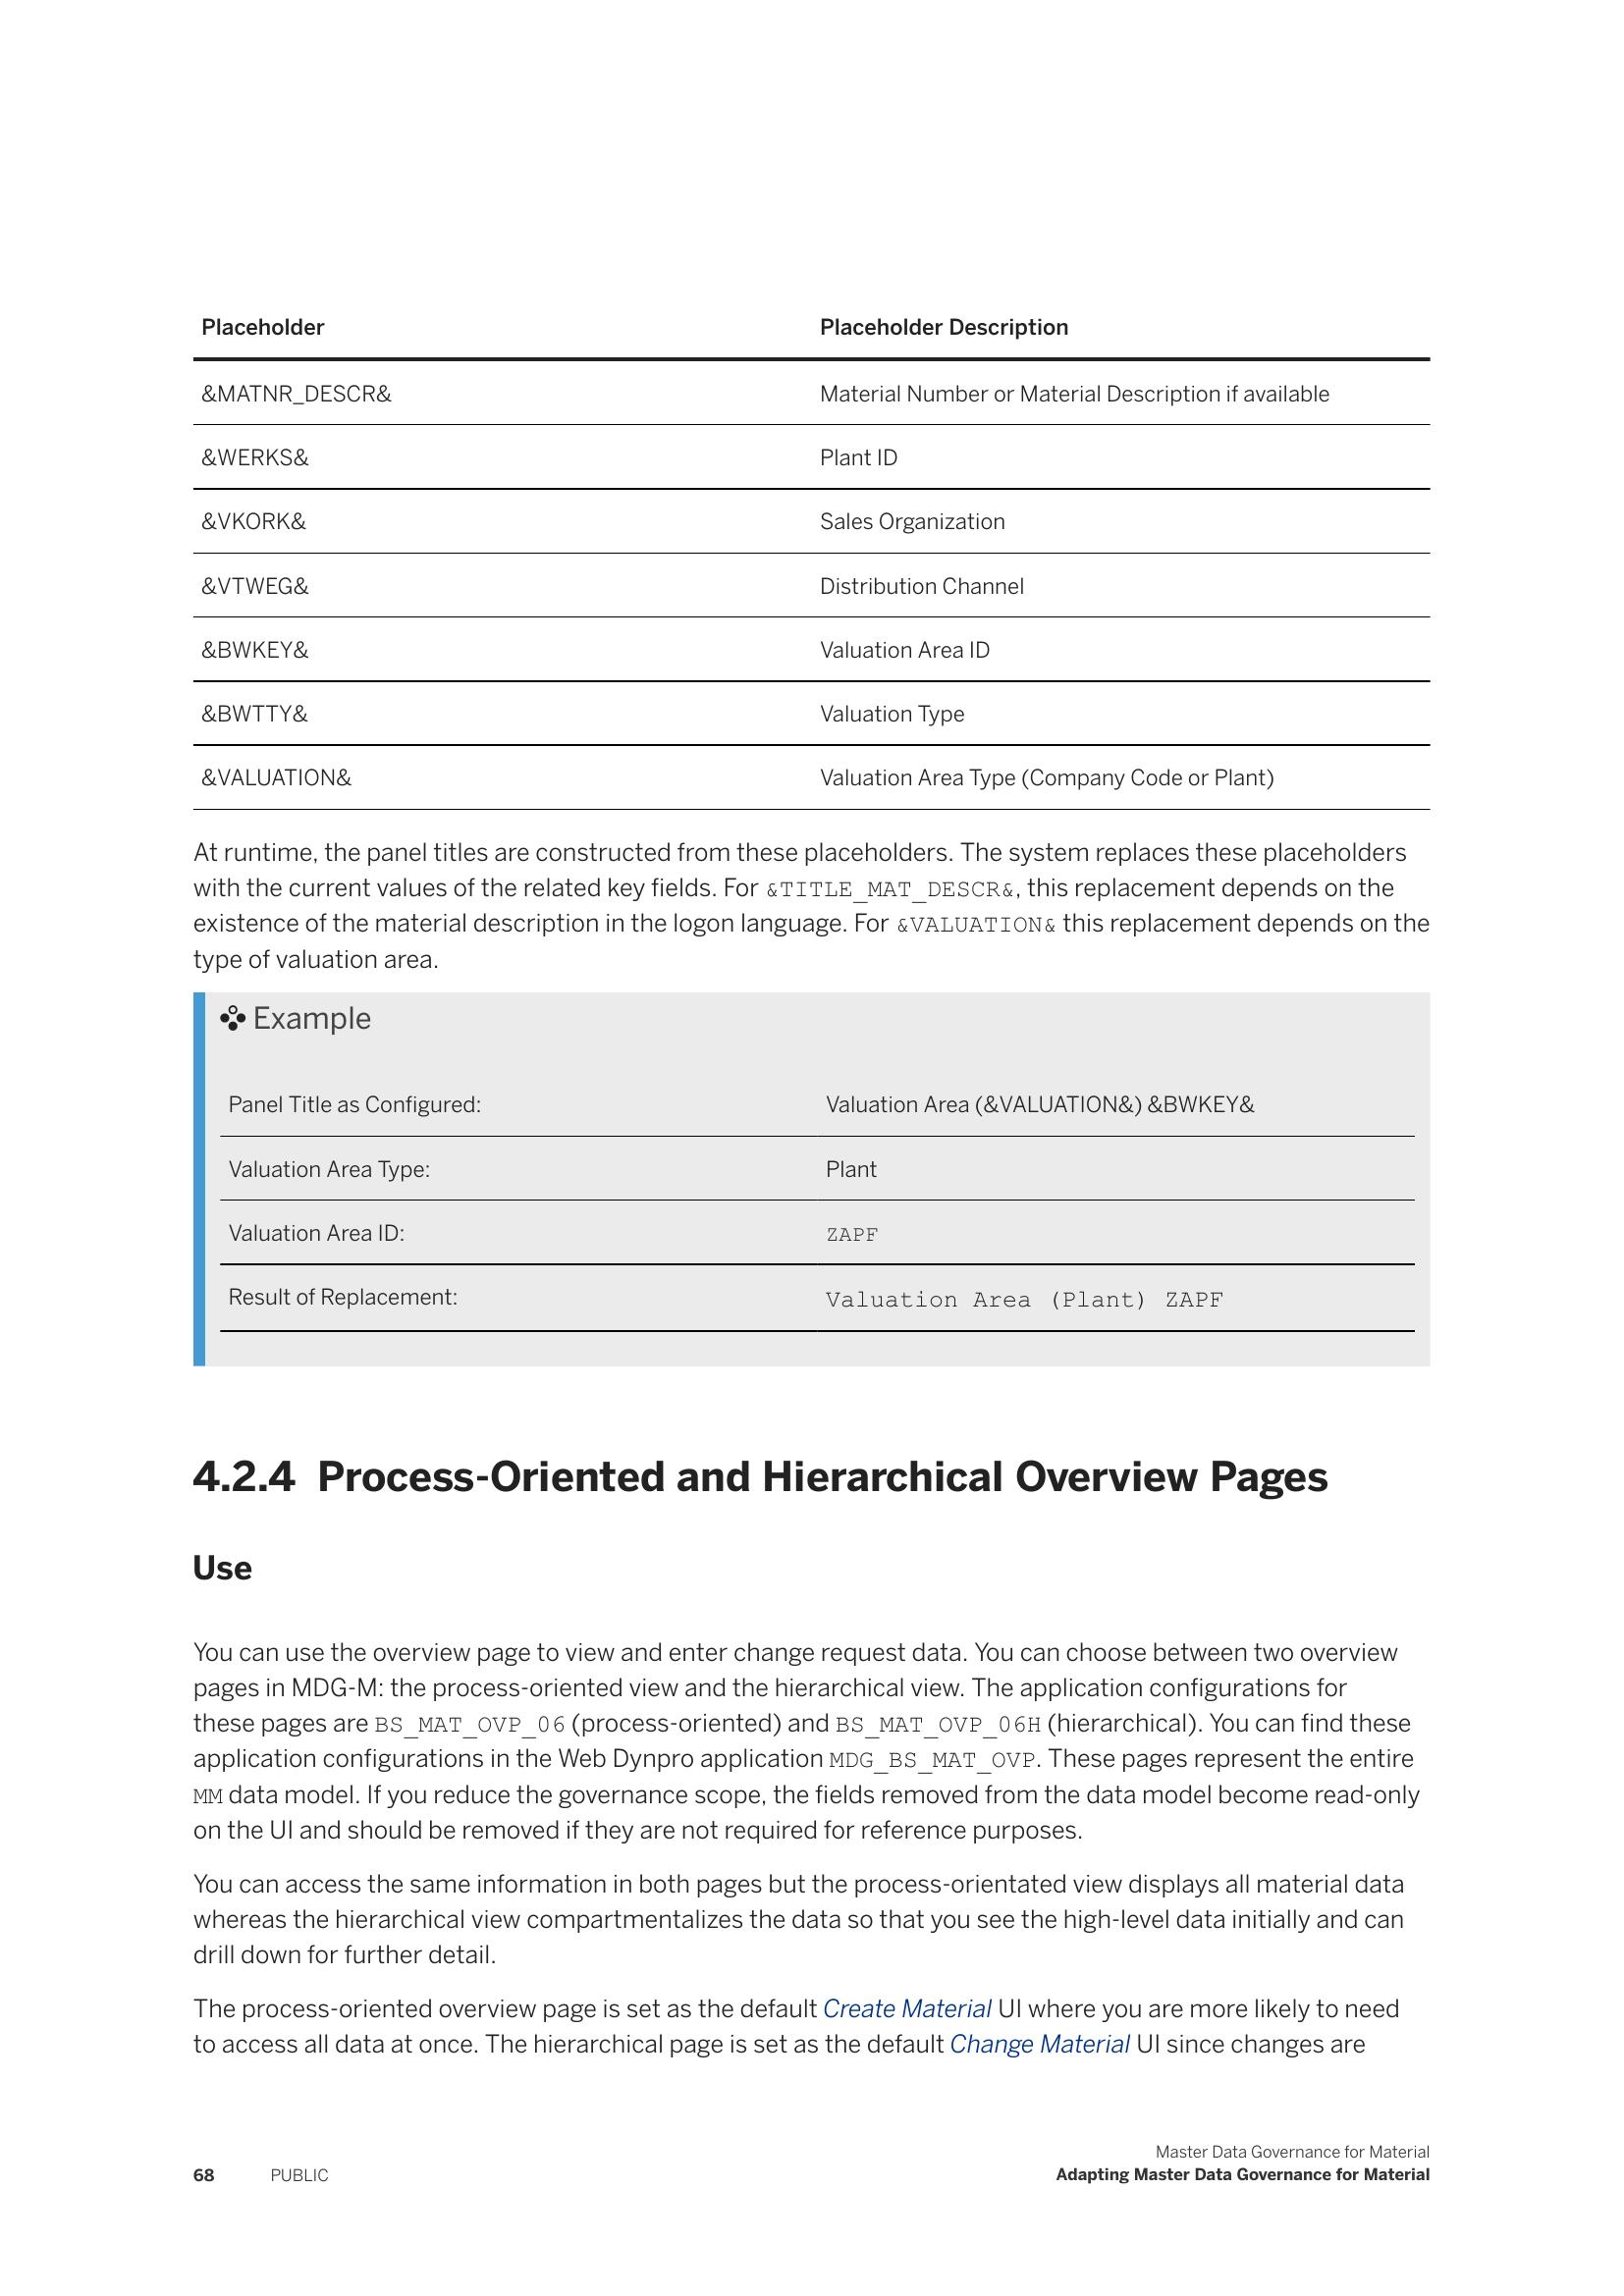 Placeholder Placeholder Description
&MATNR_DESCR& Material Number or Material Description if available
&WERKS& Plant ID
&VKORK& Sales Organization
&VTWEG& Distribution Channel
&BWKEY& Valuation Area ID
&BWTTY& Valuation Type
&VALUATION& Valuation Area Type (Company Code or Plant)
At runtime, the panel titles are constructed from these placeholders. The system replaces these placeholders
with the current values of the related key fields. For &TITLE_MAT_DESCR&, this replacement depends on the
existence of the material description in the logon language. For &VALUATION& this replacement depends on the
type of valuation area.
Example
Panel Title as Configured: Valuation Area (&VALUATION&) &BWKEY&
Valuation Area Type: Plant
Valuation Area ID: ZAPF
Result of Replacement: Valuation Area (Plant) ZAPF
4.2.4 Process-Oriented and Hierarchical Overview Pages
Use
You can use the overview page to view and enter change request data. You can choose between two overview
pages in MDG-M: the process-oriented view and the hierarchical view. The application configurations for
these pages are BS_MAT_OVP_06 (process-oriented) and BS_MAT_OVP_06H (hierarchical). You can find these
application configurations in the Web Dynpro application MDG_BS_MAT_OVP. These pages represent the entire
MM data model. If you reduce the governance scope, the fields removed from the data model become read-only
on the UI and should be removed if they are not required for reference purposes.
You can access the same information in both pages but the process-orientated view displays all material data
whereas the hierarchical view compartmentalizes the data so that you see the high-level data initially and can
drill down for further detail.
The process-oriented overview page is set as the default Create Material UI where you are more likely to need
to access all data at once. The hierarchical page is set as the default Change Material UI since changes are
Master Data Governance for Material
68 PUBLIC Adapting Master Data Governance for Material